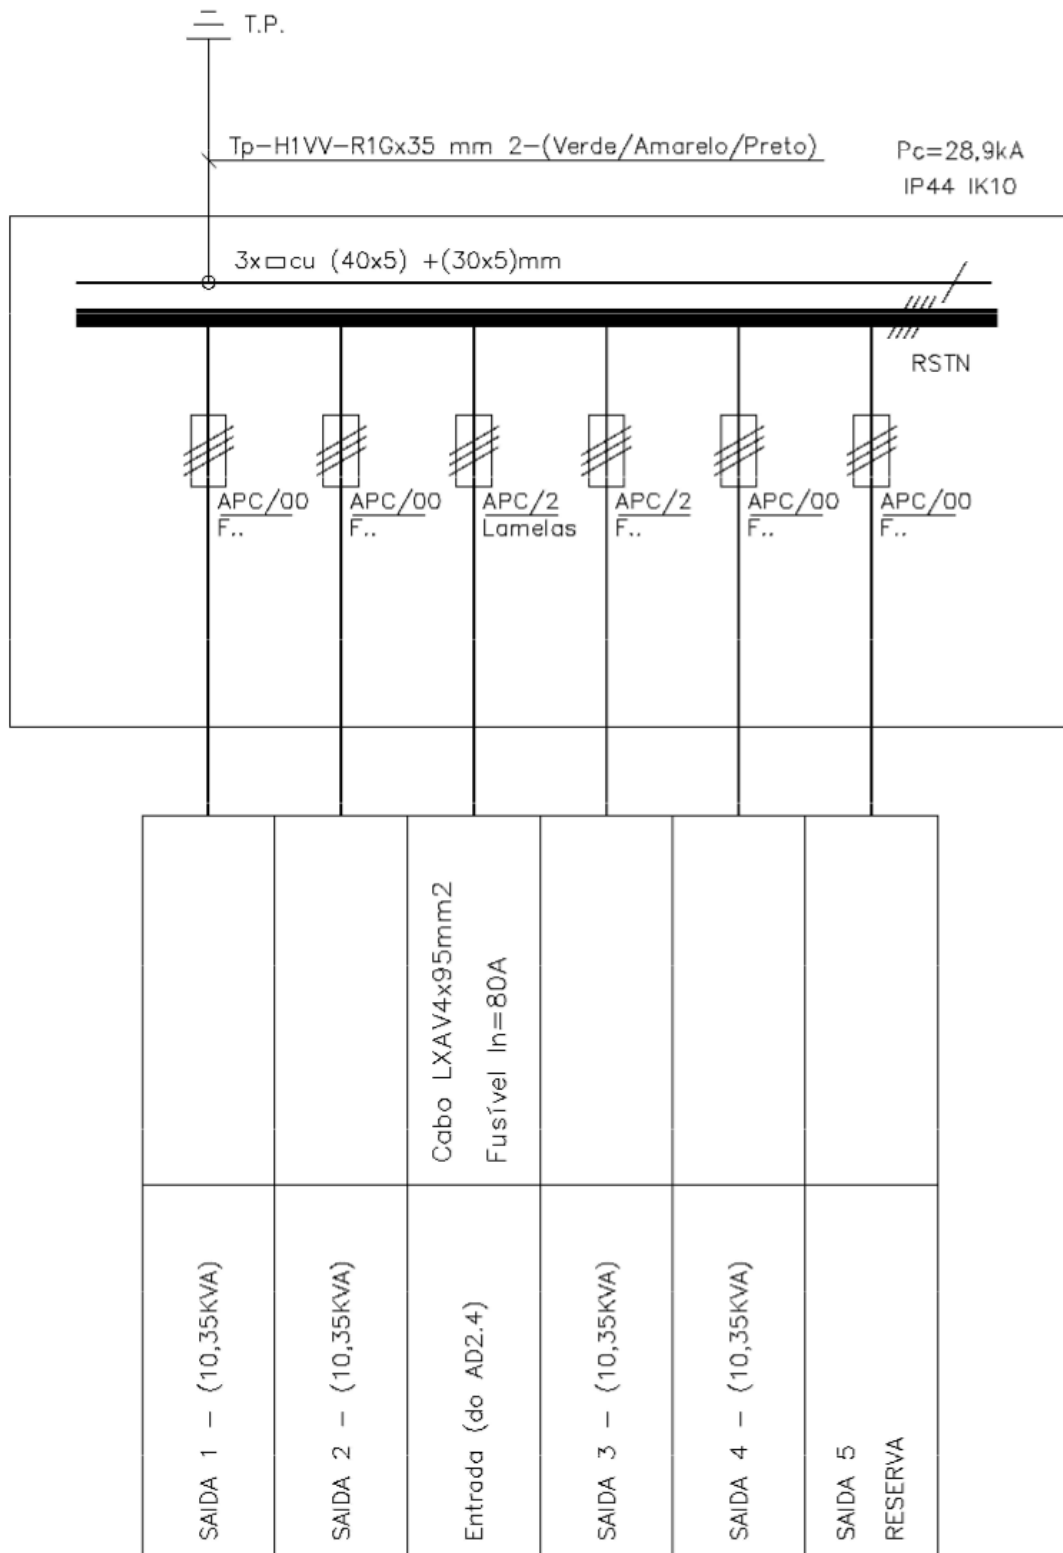 T.P.
Tp-H1VV-R1Gx35 mm 2-(Verde/Amarelo/Preto)
Pc=28,9kA
IP44 IK10
3x▭cu (40x5) +(30x5)mm
RSTN
APC/00
F..
APC/00
F..
APC/2
Lamelas
APC/2
F..
APC/00
F..
APC/00
F..
Cabo LXAV4x95mm2
Fusível In=80A
SAIDA 1 - (10,35KVA)
SAIDA 2 - (10,35KVA)
Entrada (do AD2.4)
SAIDA 3 - (10,35KVA)
SAIDA 4 - (10,35KVA)
SAIDA 5
RESERVA